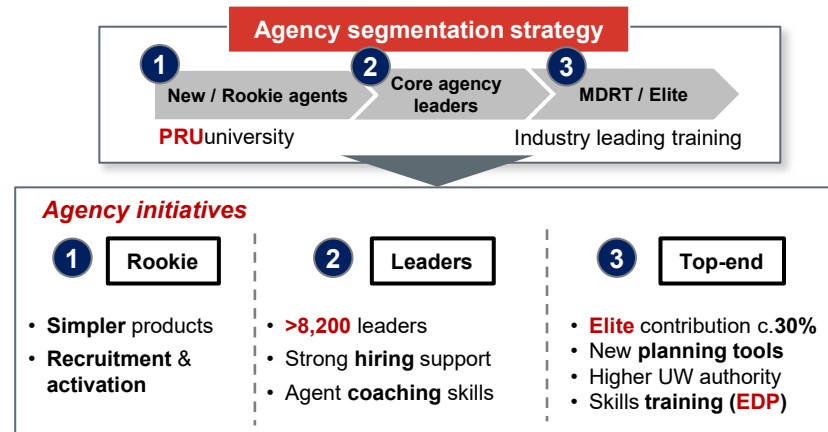 Agency segmentation strategy
1
2
3
New / Rookie agents
Core agency
leaders
MDRT / Elite
PRUuniversity
Industry leading training
Agency initiatives
1
Rookie
• Simpler products
• Recruitment &
activation
2
Leaders
• >8,200 leaders
• Strong hiring support
• Agent coaching skills
3
Top-end
• Elite contribution c.30%
• New planning tools
• Higher UW authority
• Skills training (EDP)